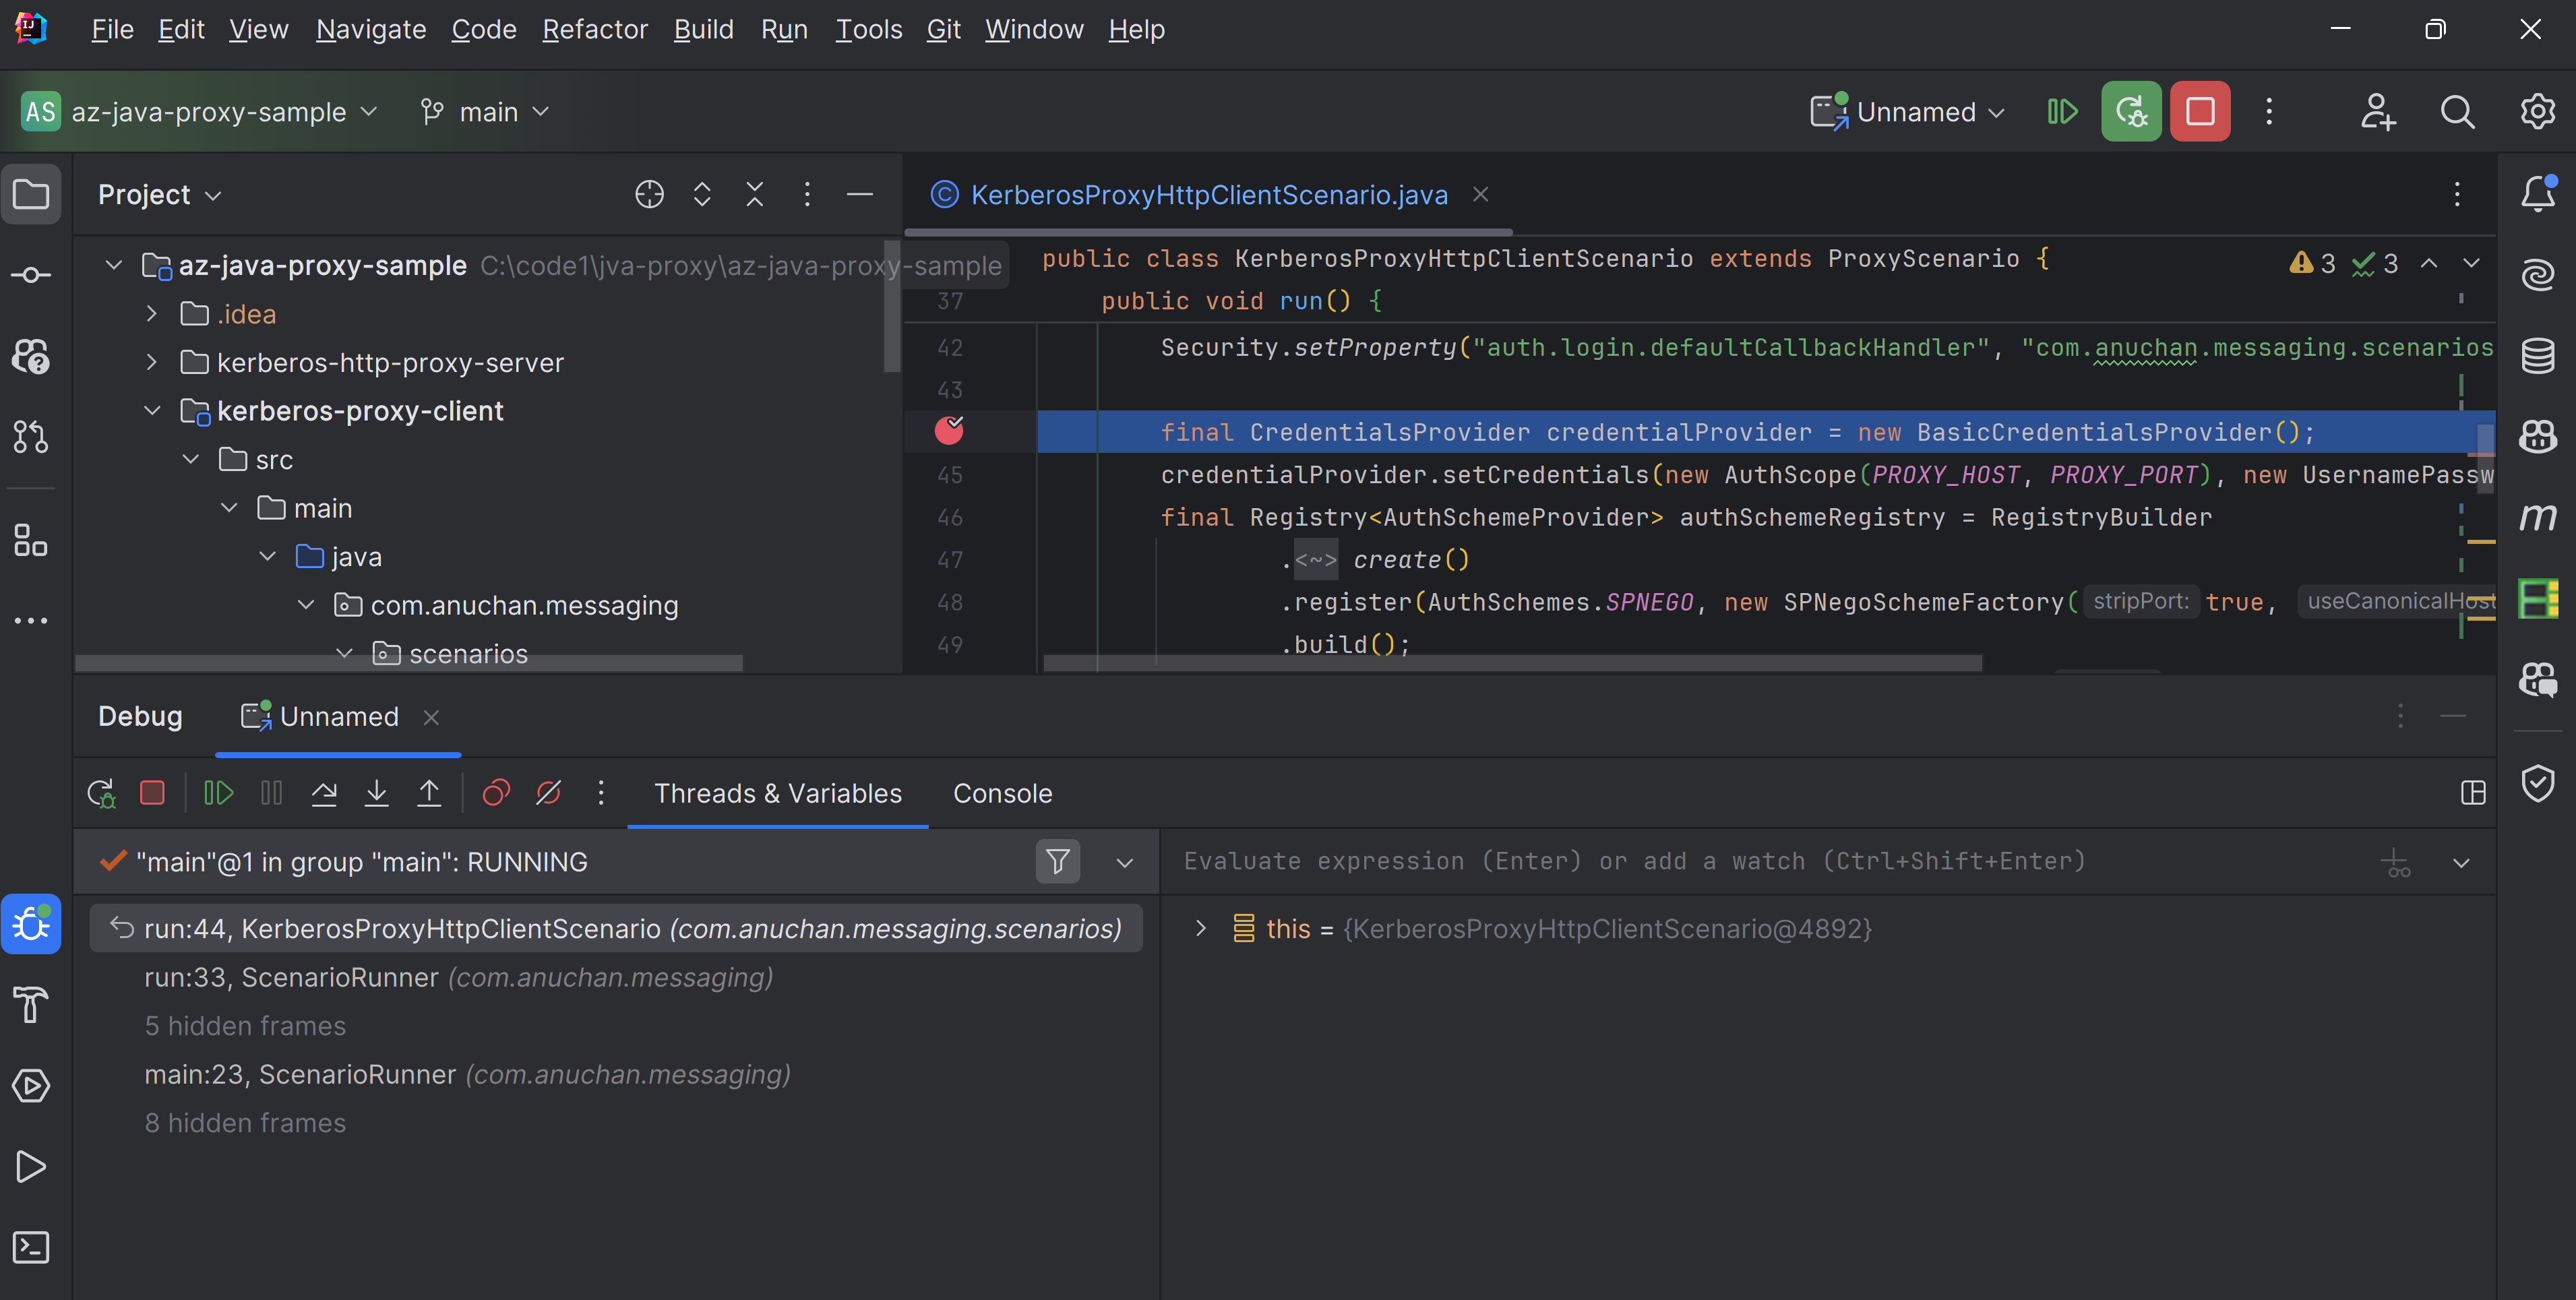 File Edit View Navigate Code Refactor Build Run Tools Git Window Help
AS az-java-proxy-sample main Unnamed
Project
az-java-proxy-sample C:\code1\jva-proxy\az-java-proxy-sample
.idea
kerberos-http-proxy-server
kerberos-proxy-client
src
main
java
com.anuchan.messaging
scenarios
KerberosProxyHttpClientScenario.java
public class KerberosProxyHttpClientScenario extends ProxyScenario { 3 3
37 public void run() {
42 Security.setProperty("auth.login.defaultCallbackHandler", "com.anuchan.messaging.scenarios
43
final CredentialsProvider credentialProvider = new BasicCredentialsProvider();
45 credentialProvider.setCredentials(new AuthScope(PROXY_HOST, PROXY_PORT), new UsernamePassw
46 final Registry<AuthSchemeProvider> authSchemeRegistry = RegistryBuilder
47 .<~> create()
48 .register(AuthSchemes.SPNEGO, new SPNegoSchemeFactory( stripPort: true, useCanonicalHost
49 .build();
Debug Unnamed
Threads & Variables Console
"main"@1 in group "main": RUNNING
run:44, KerberosProxyHttpClientScenario (com.anuchan.messaging.scenarios)
run:33, ScenarioRunner (com.anuchan.messaging)
5 hidden frames
main:23, ScenarioRunner (com.anuchan.messaging)
8 hidden frames
Evaluate expression (Enter) or add a watch (Ctrl+Shift+Enter)
this = {KerberosProxyHttpClientScenario@4892}